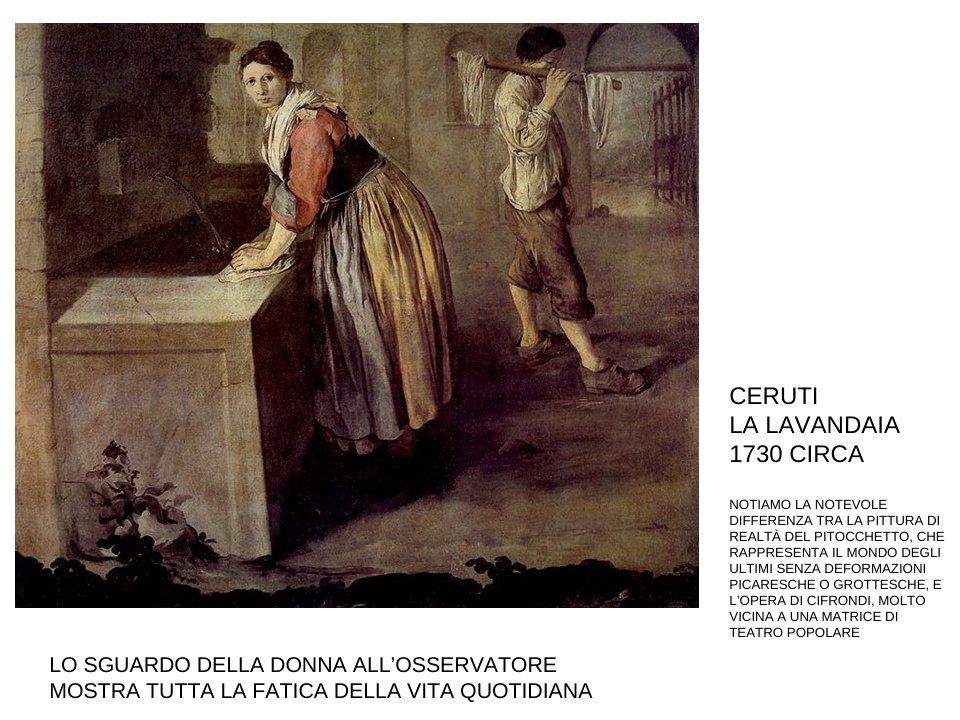 CERUTI
LA LAVANDAIA
1730 CIRCA
NOTIAMO LA NOTEVOLE
DIFFERENZA TRA LA PITTURA DI
REALTÀ DEL PITOCCHETTO, CHE
RAPPRESENTA IL MONDO DEGLI
ULTIMI SENZA DEFORMAZIONI
PICARESCHE O GROTTESCHE, E
L’OPERA DI CIFRONDI, MOLTO
VICINA A UNA MATRICE DI
TEATRO POPOLARE
LO SGUARDO DELLA DONNA ALL’OSSERVATORE
MOSTRA TUTTA LA FATICA DELLA VITA QUOTIDIANA